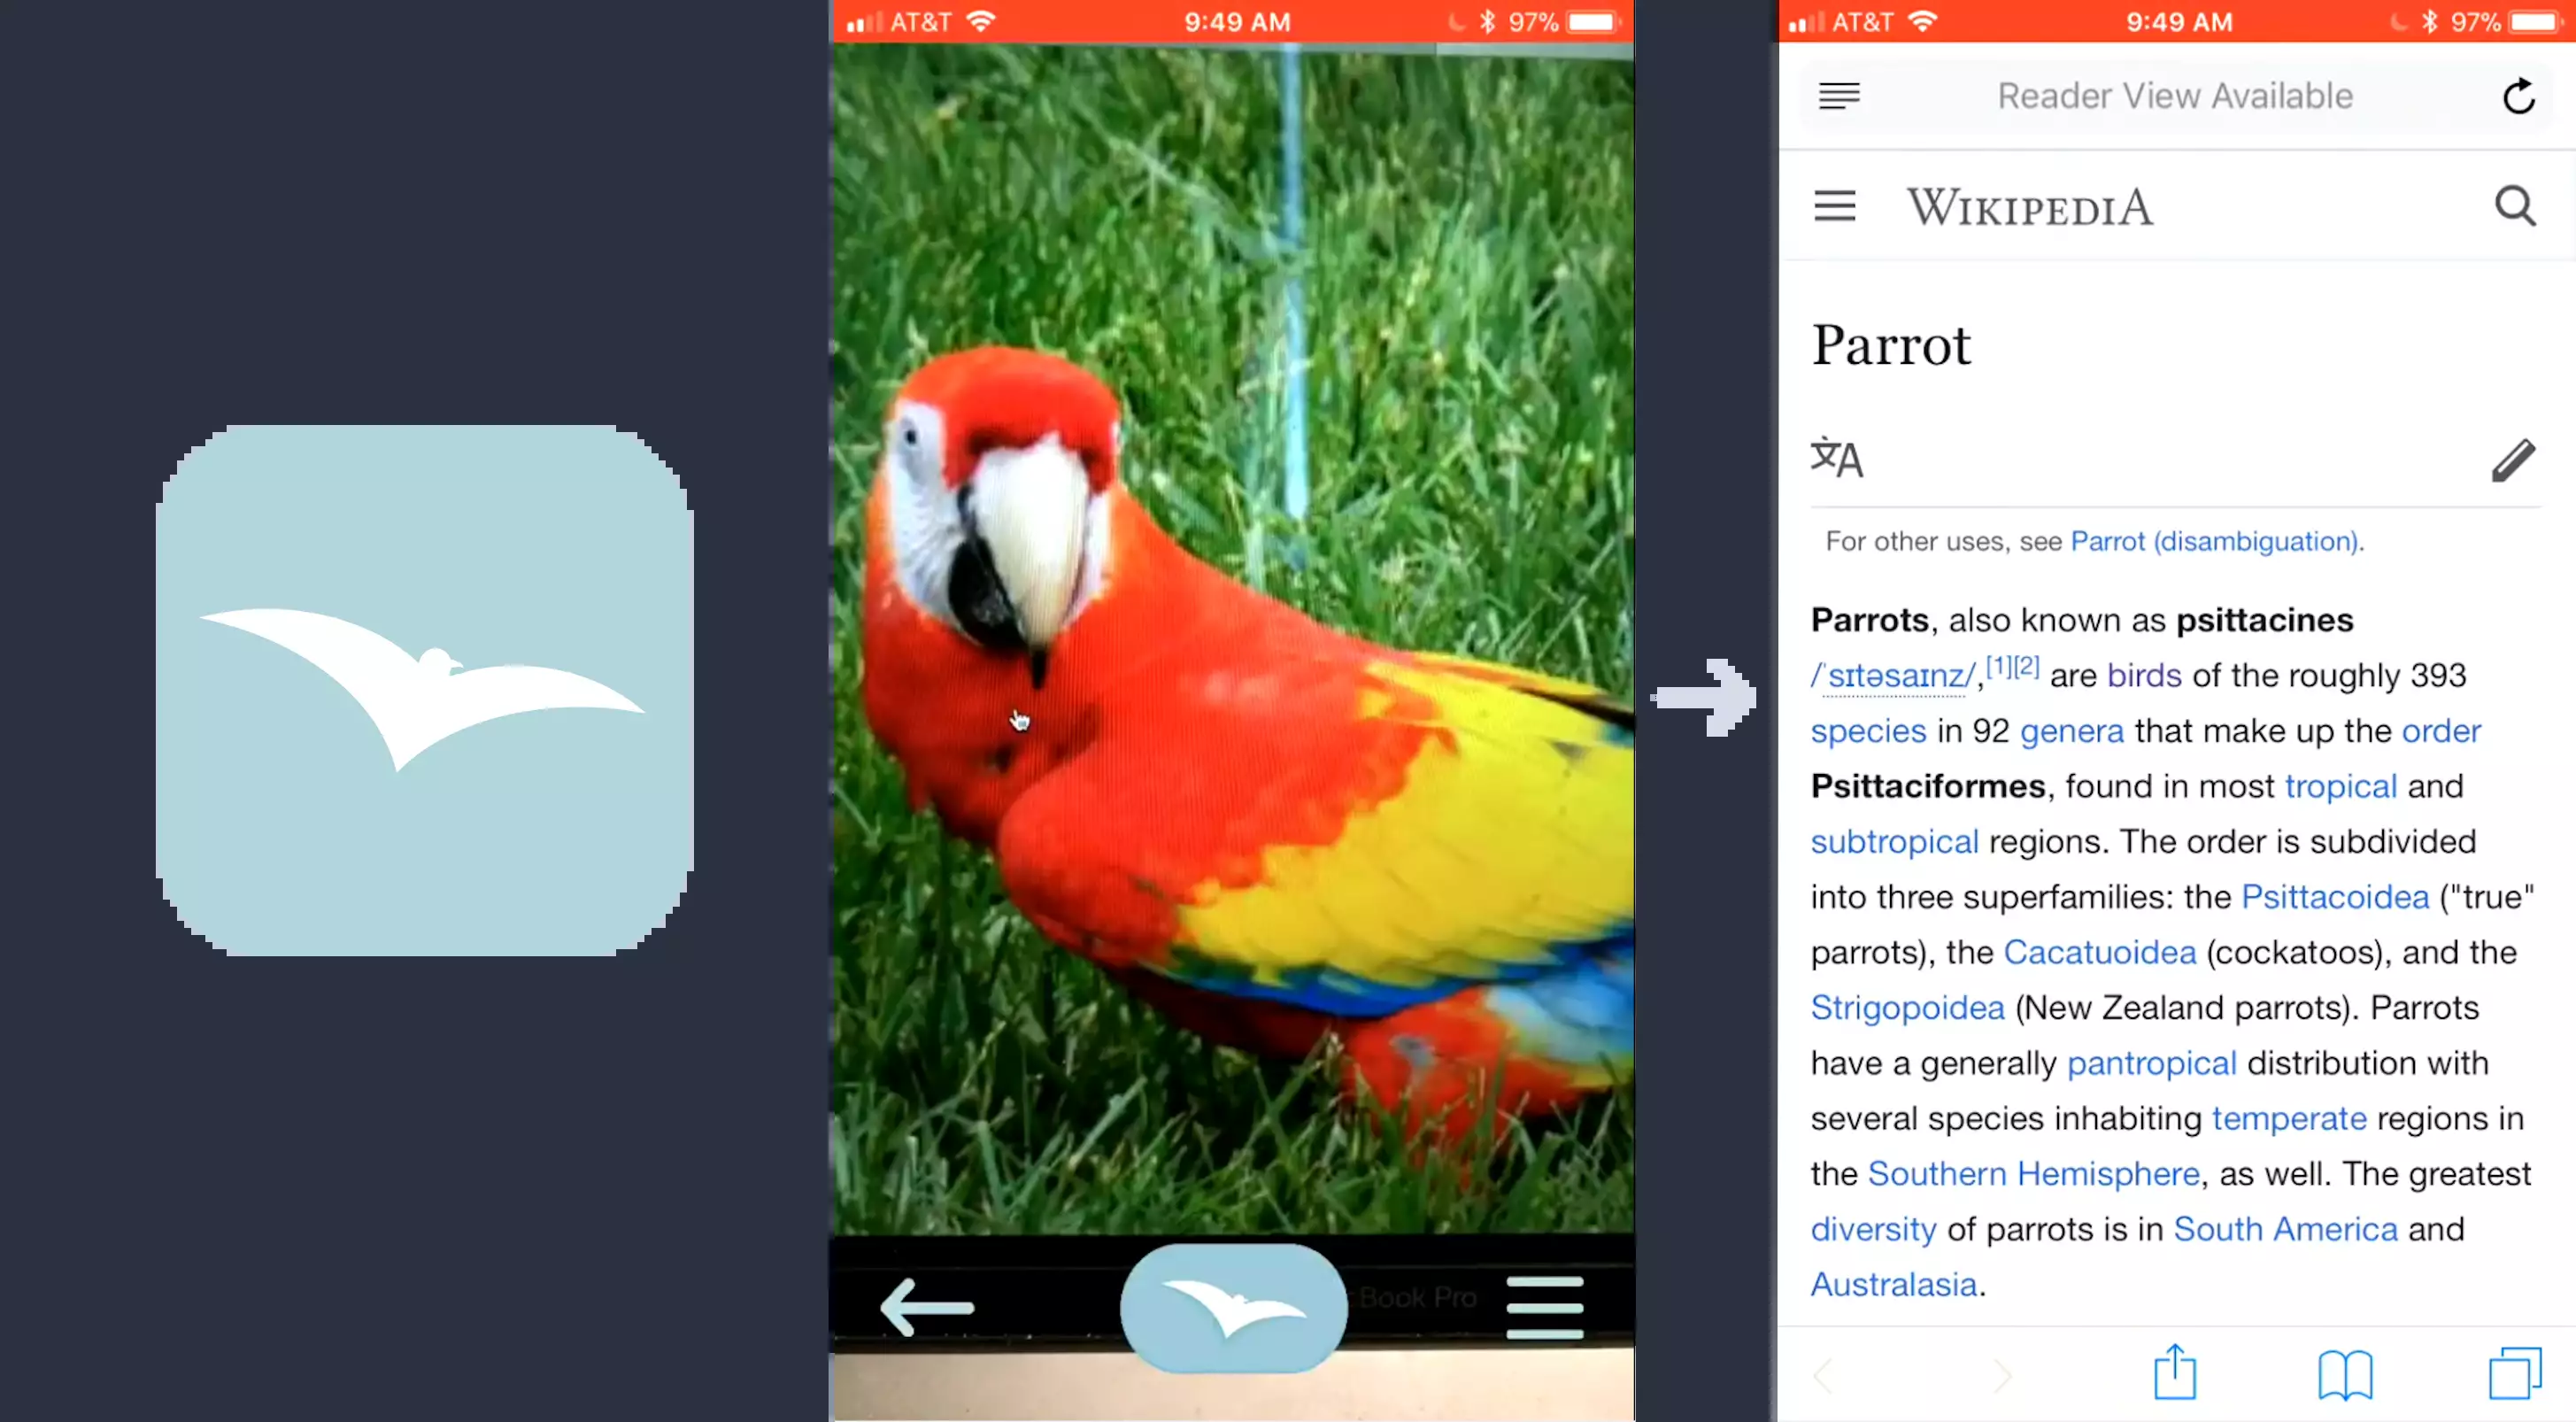 AT&T 9:49 AM 97%
Book Pro
AT&T 9:49 AM 97%
Reader View Available
WIKIPEDIA
Parrot
文A
For other uses, see Parrot (disambiguation).
Parrots, also known as psittacines
/ˈsɪtəsaɪnz/,[1][2] are birds of the roughly 393
species in 92 genera that make up the order
Psittaciformes, found in most tropical and
subtropical regions. The order is subdivided
into three superfamilies: the Psittacoidea ("true"
parrots), the Cacatuoidea (cockatoos), and the
Strigopoidea (New Zealand parrots). Parrots
have a generally pantropical distribution with
several species inhabiting temperate regions in
the Southern Hemisphere, as well. The greatest
diversity of parrots is in South America and
Australasia.